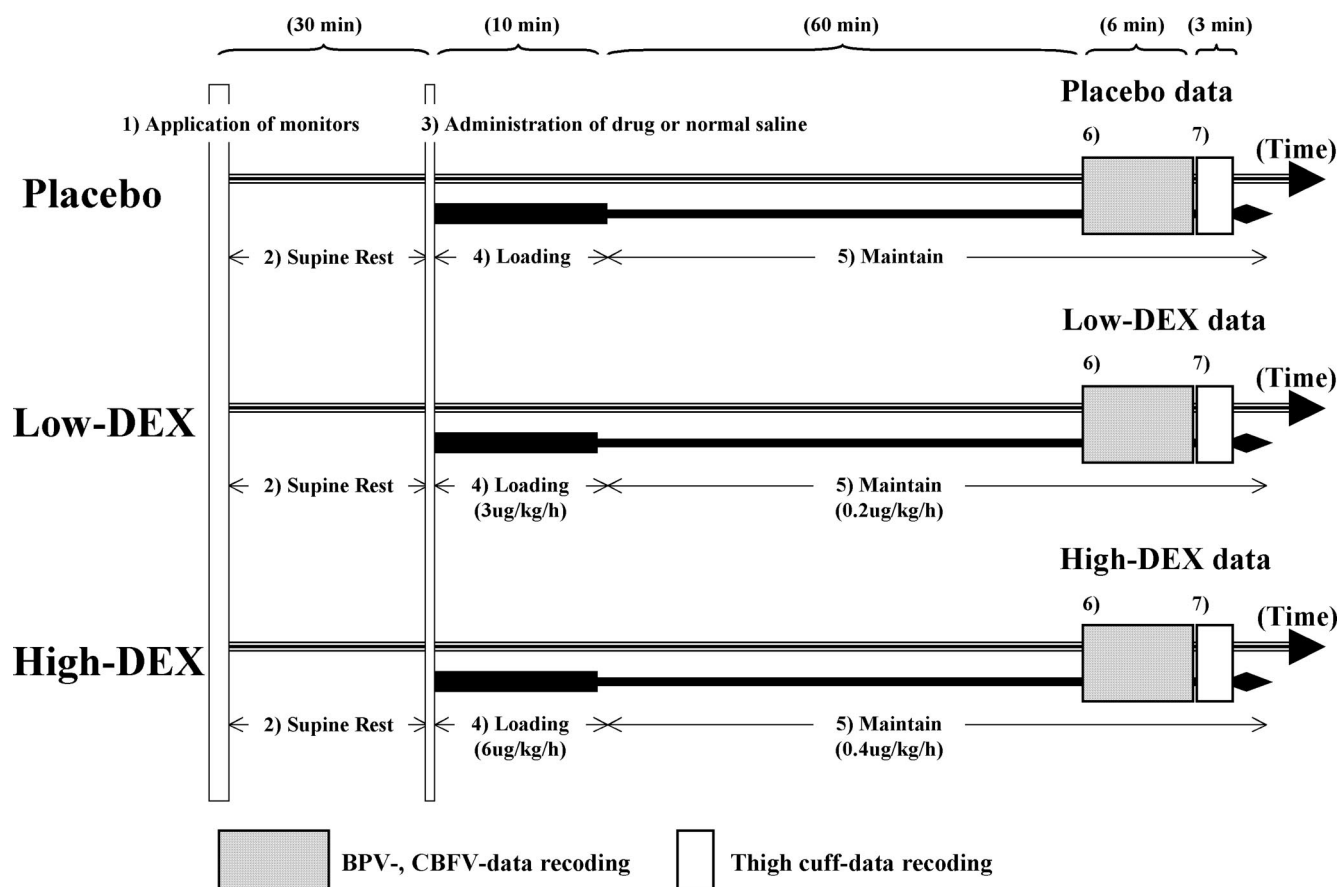 (30 min) (10 min) (60 min) (6 min) (3 min)
Placebo data
1) Application of monitors 3) Administration of drug or normal saline 6) 7)
(Time)
Placebo
2) Supine Rest 4) Loading 5) Maintain
Low-DEX data
6) 7)
(Time)
Low-DEX
2) Supine Rest 4) Loading 5) Maintain
(3ug/kg/h) (0.2ug/kg/h)
High-DEX data
6) 7)
(Time)
High-DEX
2) Supine Rest 4) Loading 5) Maintain
(6ug/kg/h) (0.4ug/kg/h)
BPV-, CBFV-data recoding Thigh cuff-data recoding